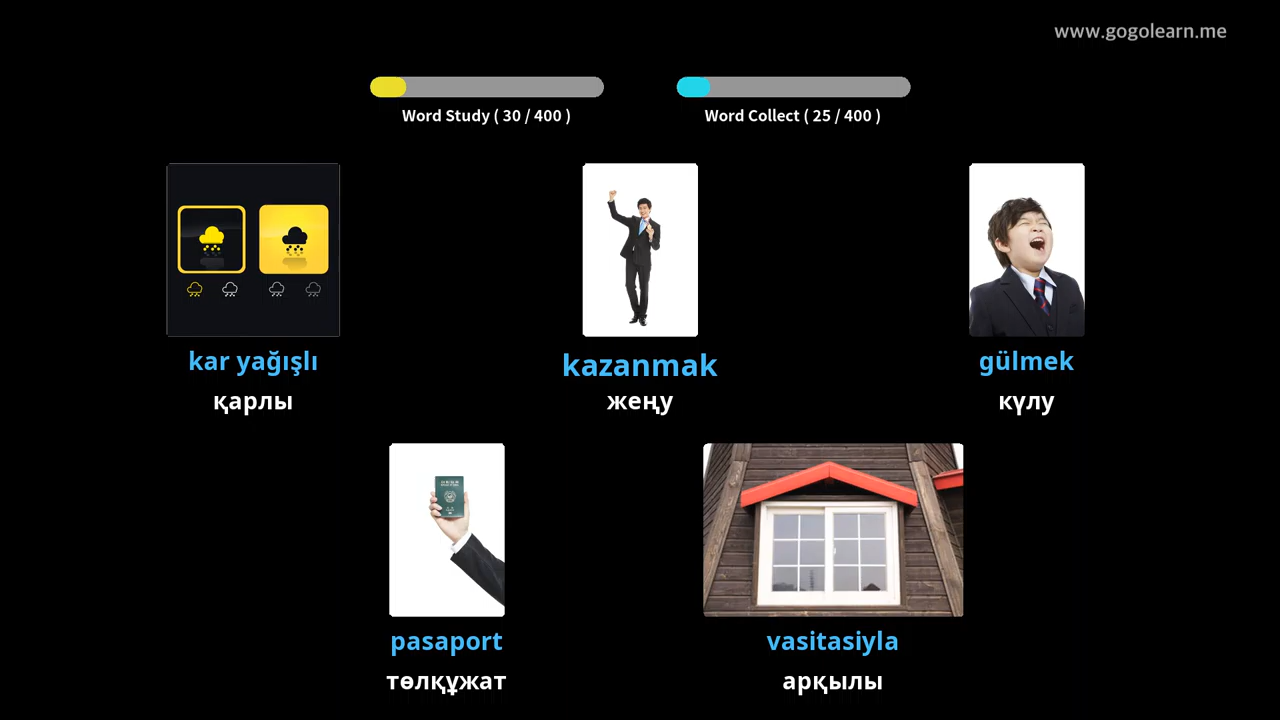 www.gogolearn.me
Word Study ( 30 / 400 )
Word Collect ( 25 / 400 )
kar yağışlı
қарлы
kazanmak
жеңу
gülmek
күлу
pasaport
төлқұжат
vasitasiyla
арқылы